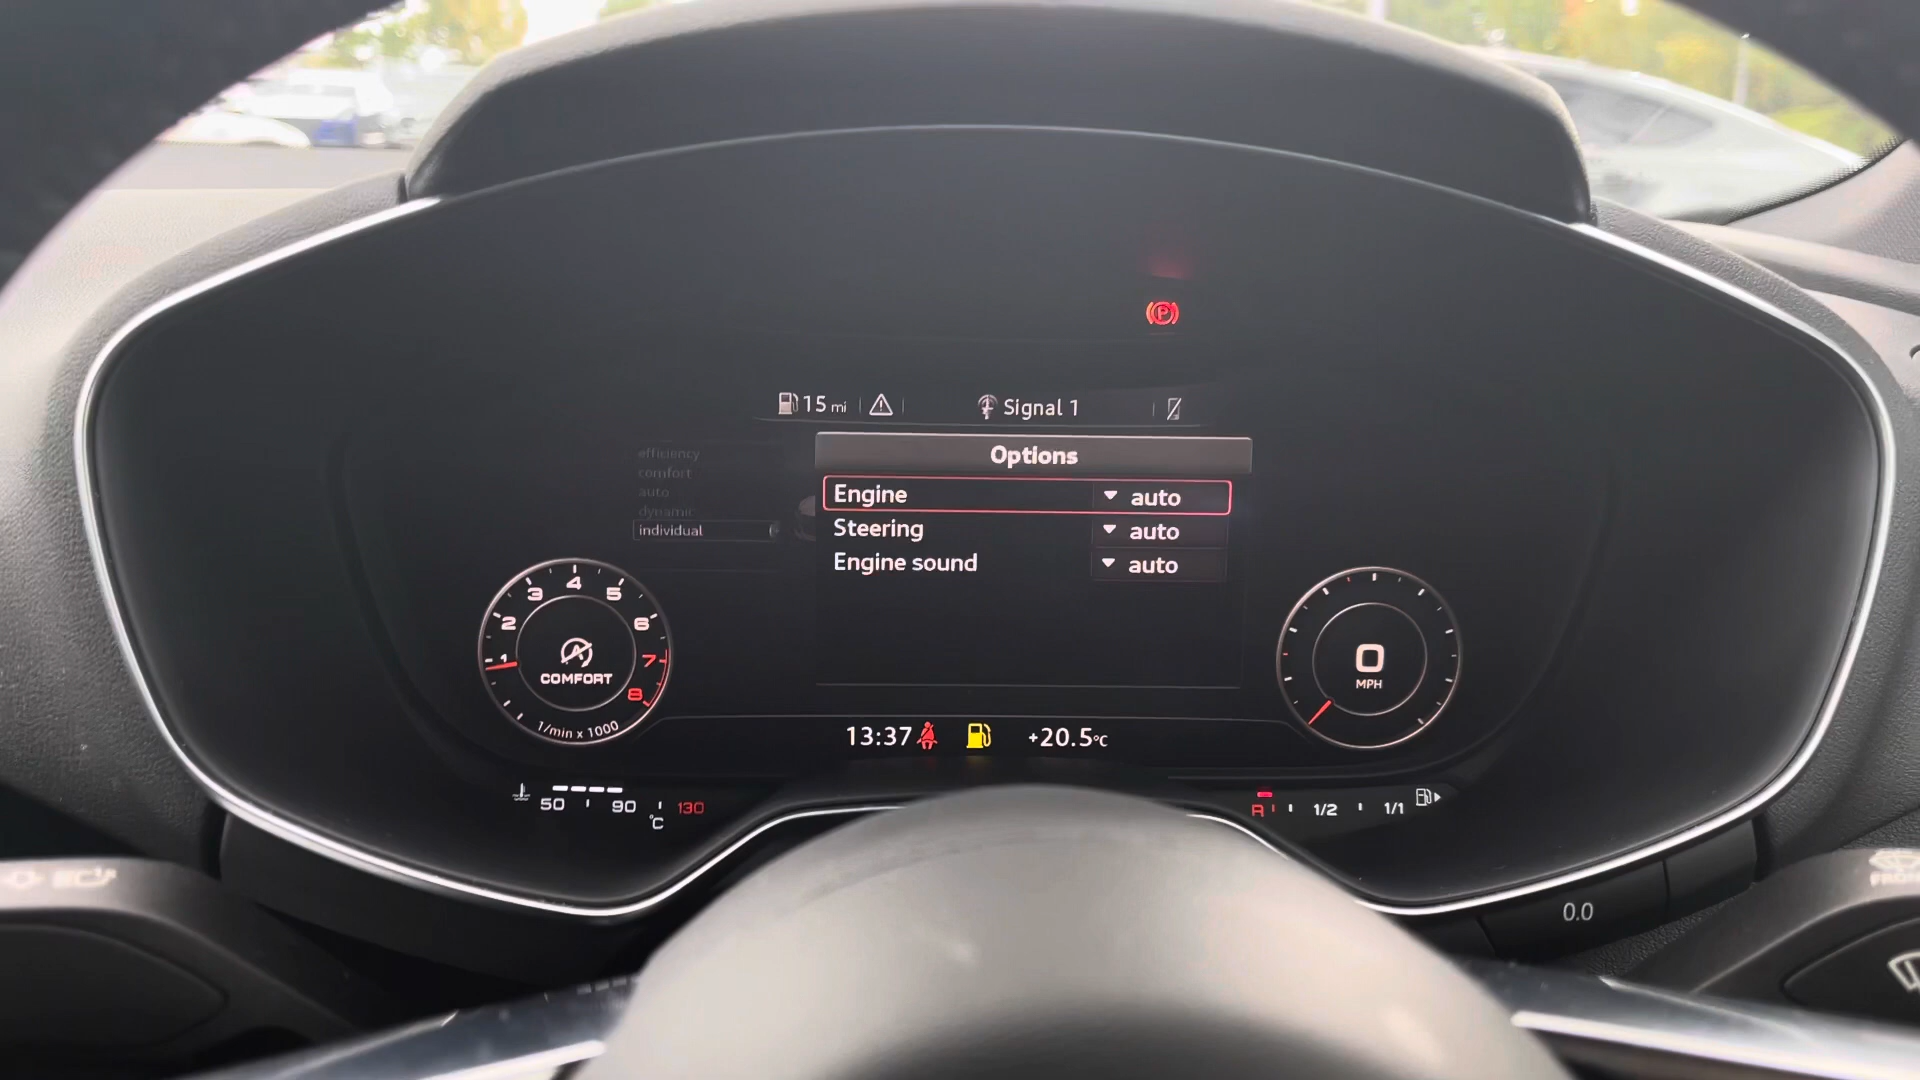 15 mi
Signal 1
efficiency
comfort
auto
dynamic
individual
Options
Engine auto
Steering auto
Engine sound auto
1 2 3 4 5 6 7 8
COMFORT
1/min x 1000
0
MPH
13:37
+20.5°C
50 90 130
°C
R 1/2 1/1
0.0
FRONT